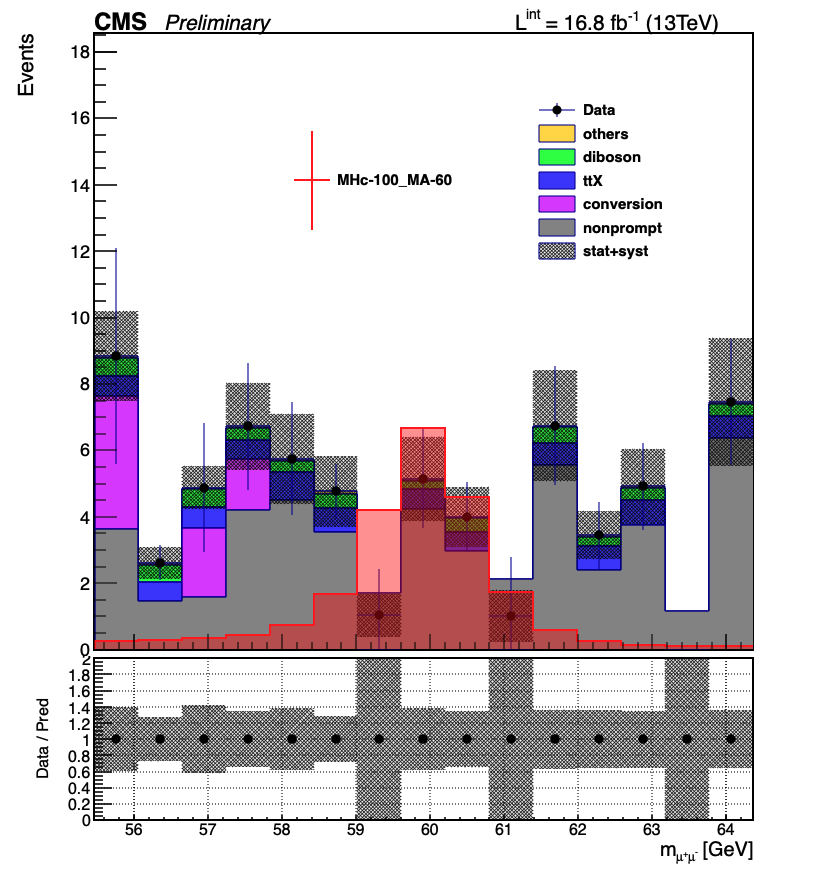 CMS Preliminary L^int = 16.8 fb^-1 (13TeV)
Events
18
16
14
12
10
8
6
4
2
0
Data
others
diboson
ttX
conversion
nonprompt
stat+syst
MHc-100_MA-60
Data / Pred
2
1.8
1.6
1.4
1.2
1
0.8
0.6
0.4
0.2
0
56 57 58 59 60 61 62 63 64
m_μ+μ- [GeV]